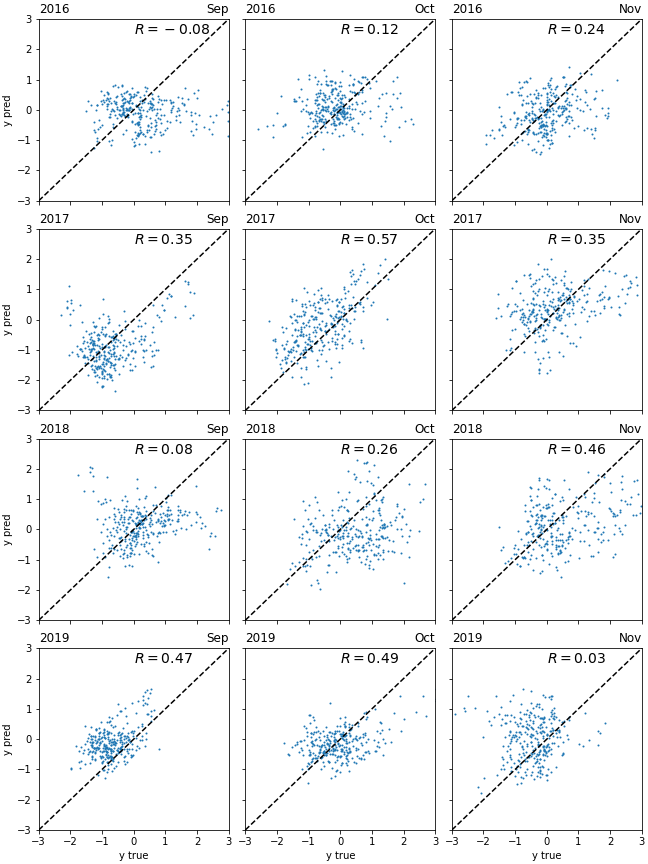 2016 Sep 2016 Oct 2016 Nov
3 R = −0.08 R = 0.12 R = 0.24
2
1
y pred 0
−1
−2
−3
2017 Sep 2017 Oct 2017 Nov
3 R = 0.35 R = 0.57 R = 0.35
2
1
y pred 0
−1
−2
−3
2018 Sep 2018 Oct 2018 Nov
3 R = 0.08 R = 0.26 R = 0.46
2
1
y pred 0
−1
−2
−3
2019 Sep 2019 Oct 2019 Nov
3 R = 0.47 R = 0.49 R = 0.03
2
1
y pred 0
−1
−2
−3
−3 −2 −1 0 1 2 3 −3 −2 −1 0 1 2 3 −3 −2 −1 0 1 2 3
y true y true y true